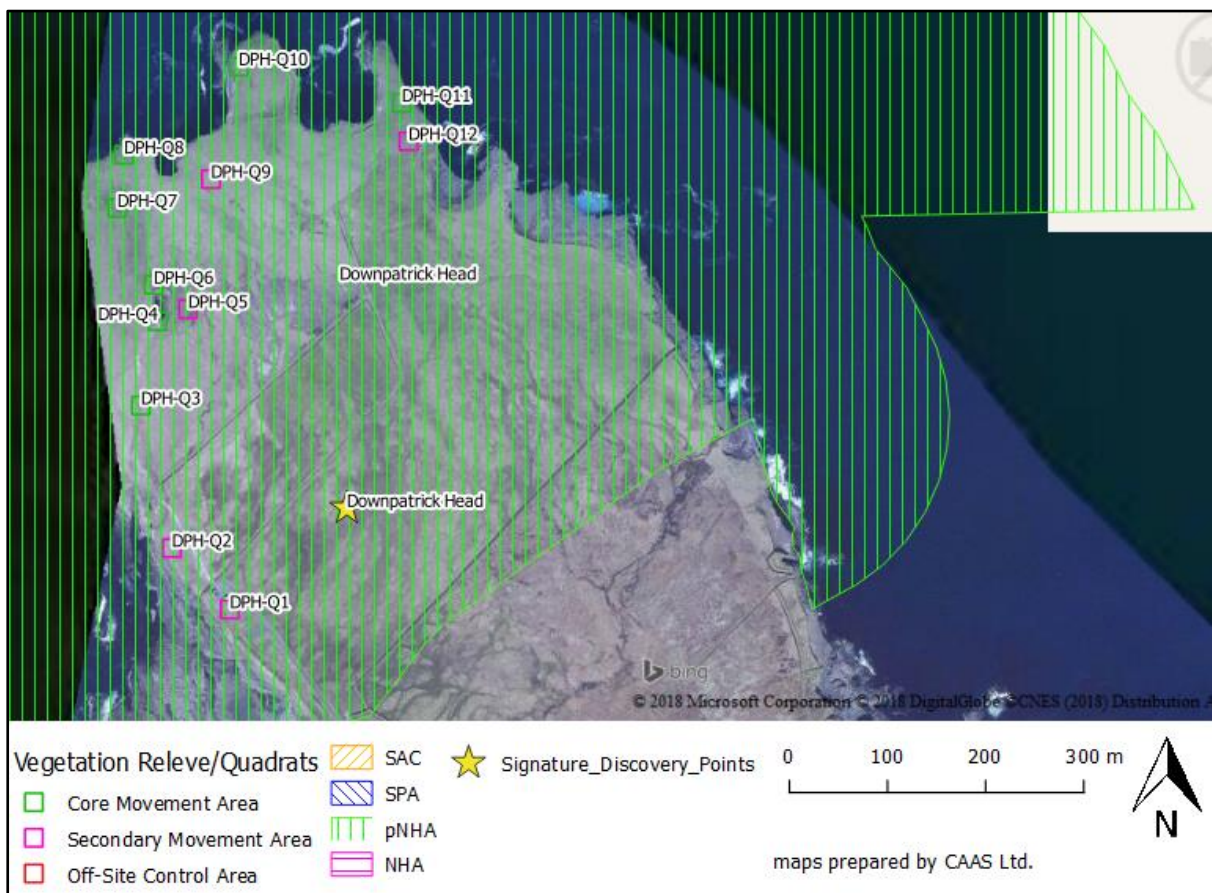 DPH-Q10
DPH-Q11
DPH-Q12
DPH-Q8
DPH-Q9
DPH-Q7
Downpatrick Head
DPH-Q6
DPH-Q5
DPH-Q4
DPH-Q3
Downpatrick Head
DPH-Q2
DPH-Q1
bing
© 2018 Microsoft Corporation © 2018 DigitalGlobe ©CNES (2018) Distribution A
Vegetation Releve/Quadrats
Core Movement Area
Secondary Movement Area
Off-Site Control Area
SAC
SPA
pNHA
NHA
Signature_Discovery_Points
0 100 200 300 m
maps prepared by CAAS Ltd.
N